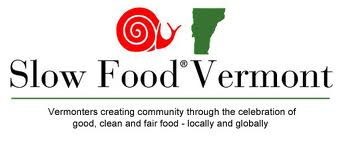 Slow Food® Vermont
Vermonters creating community through the celebration of
good, clean and fair food - locally and globally